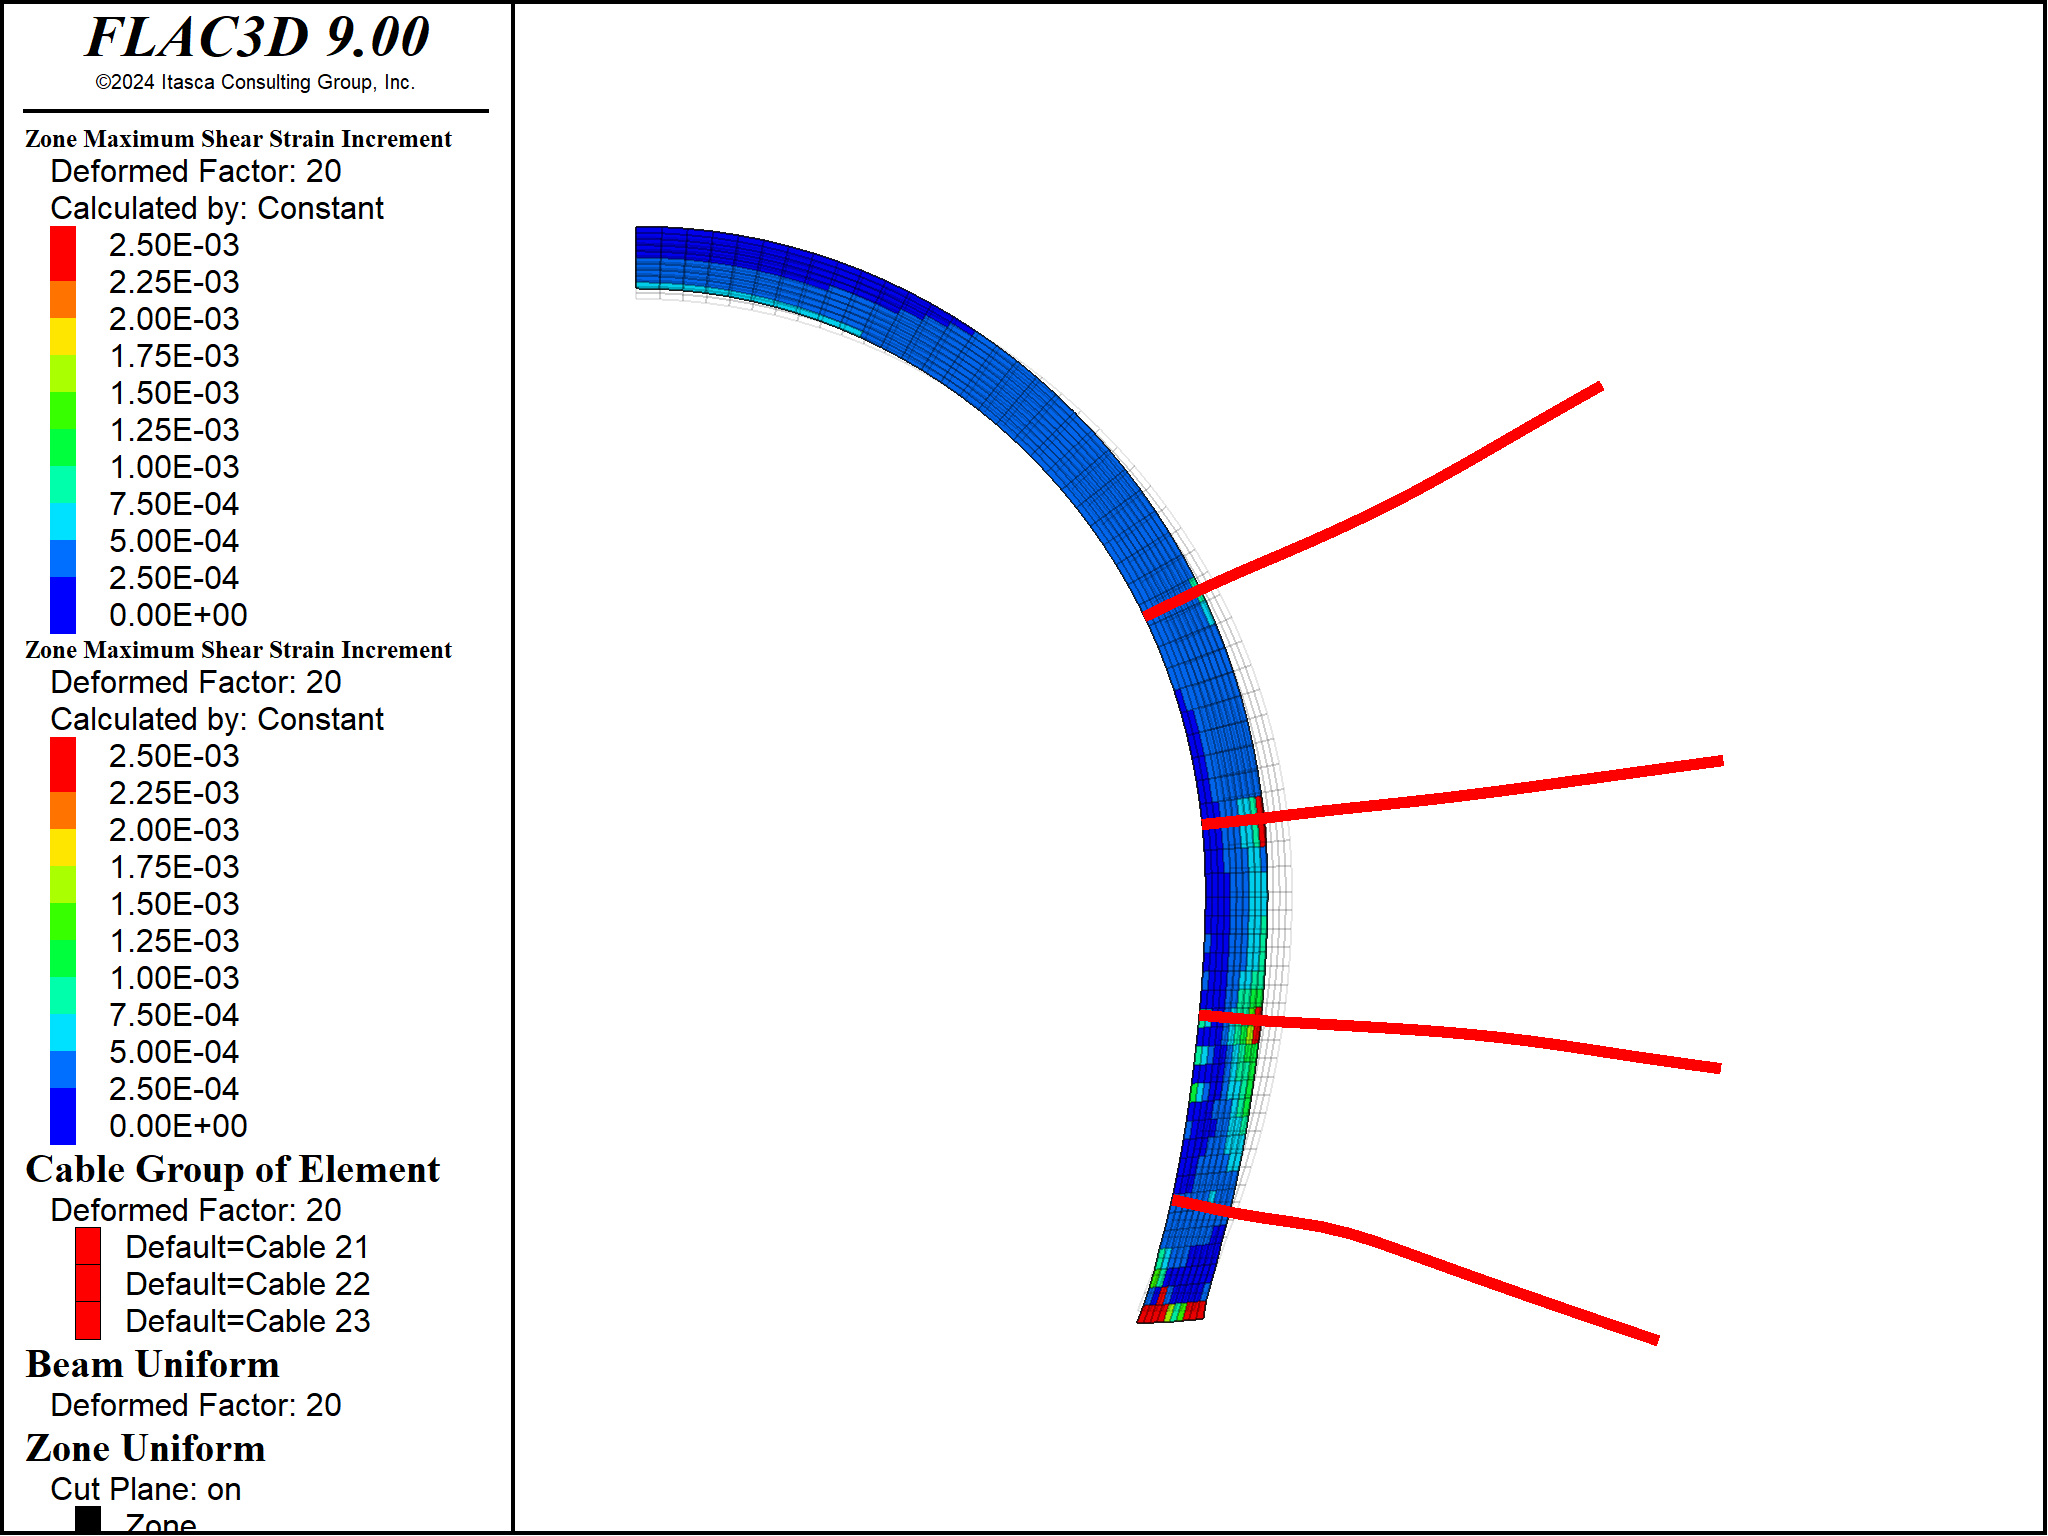 FLAC3D 9.00
©2024 Itasca Consulting Group, Inc.
Zone Maximum Shear Strain Increment
Deformed Factor: 20
Calculated by: Constant
2.50E-03
2.25E-03
2.00E-03
1.75E-03
1.50E-03
1.25E-03
1.00E-03
7.50E-04
5.00E-04
2.50E-04
0.00E+00
Zone Maximum Shear Strain Increment
Deformed Factor: 20
Calculated by: Constant
2.50E-03
2.25E-03
2.00E-03
1.75E-03
1.50E-03
1.25E-03
1.00E-03
7.50E-04
5.00E-04
2.50E-04
0.00E+00
Cable Group of Element
Deformed Factor: 20
Default=Cable 21
Default=Cable 22
Default=Cable 23
Beam Uniform
Deformed Factor: 20
Zone Uniform
Cut Plane: on
Zone